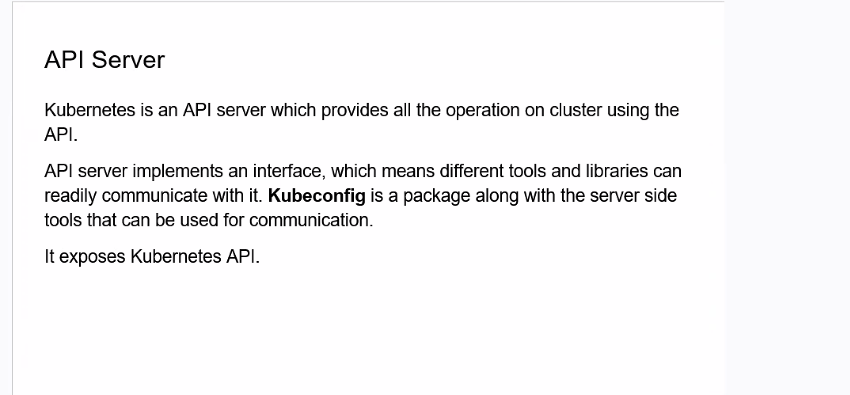 API Server
Kubernetes is an API server which provides all the operation on cluster using the
API.
API server implements an interface, which means different tools and libraries can
readily communicate with it. Kubeconfig is a package along with the server side
tools that can be used for communication.
It exposes Kubernetes API.